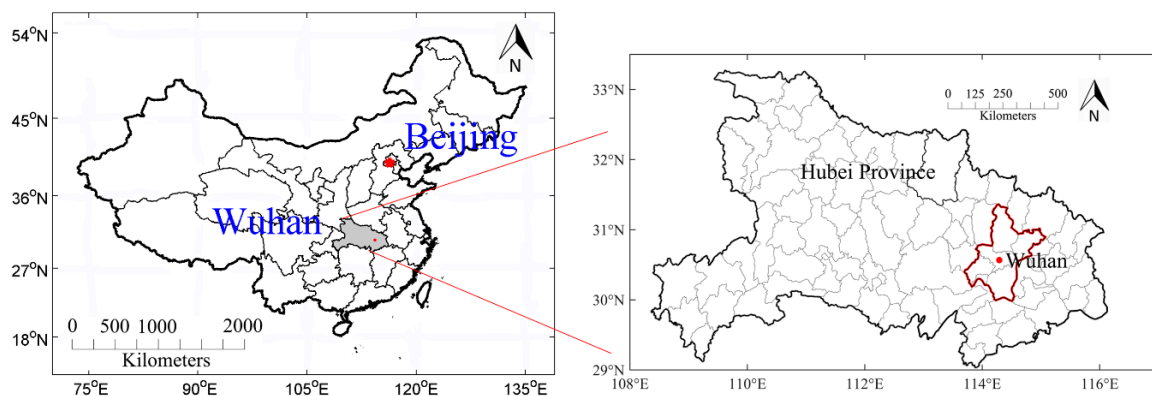 54°N
N
45°N
Beijing
36°N
Wuhan
27°N
0 500 1000 2000
Kilometers
18°N
75°E 90°E 105°E 120°E 135°E
33°N
0 125 250 500
Kilometers
N
32°N
Hubei Province
31°N
Wuhan
30°N
29°N
108°E 110°E 112°E 114°E 116°E